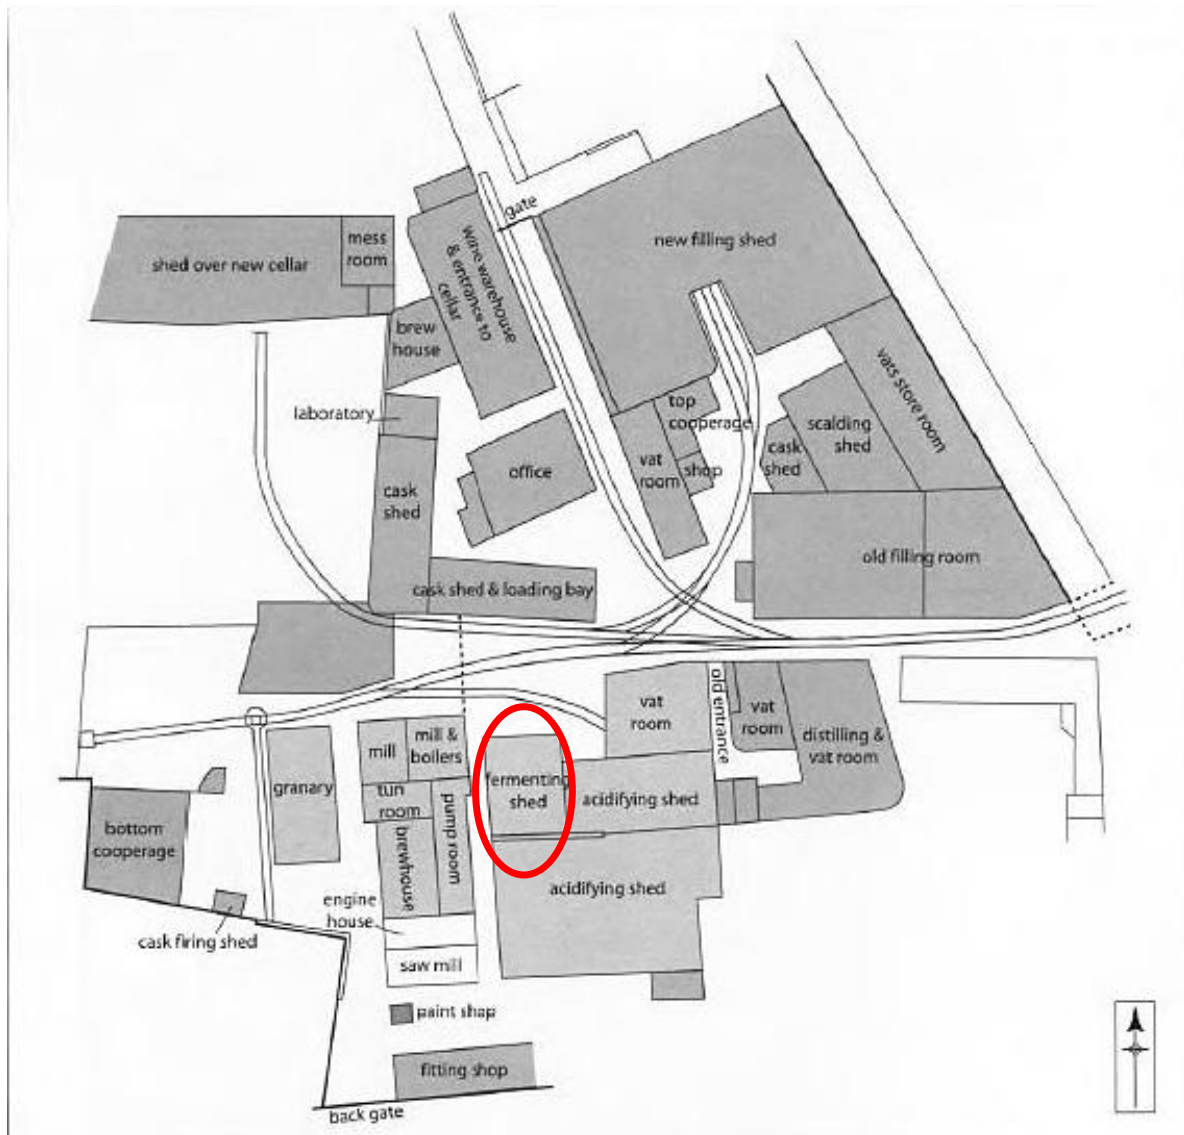 gate
new filling shed
mess
room
shed over new cellar
wine warehouse
& entrance to
cellar
brew
house
vats store room
laboratory
top
cooperage
scalding
shed
cask
shed
vat
room
shop
office
cask
shed
old filling room
cask shed & loading bay
old entrance
vat
room
vat
room
distilling &
vat room
mill
mill &
boilers
fermenting
shed
granary
tun
room
acidifying shed
pump room
brewhouse
bottom
cooperage
acidifying shed
engine
house
cask firing shed
saw mill
paint shop
fitting shop
back gate